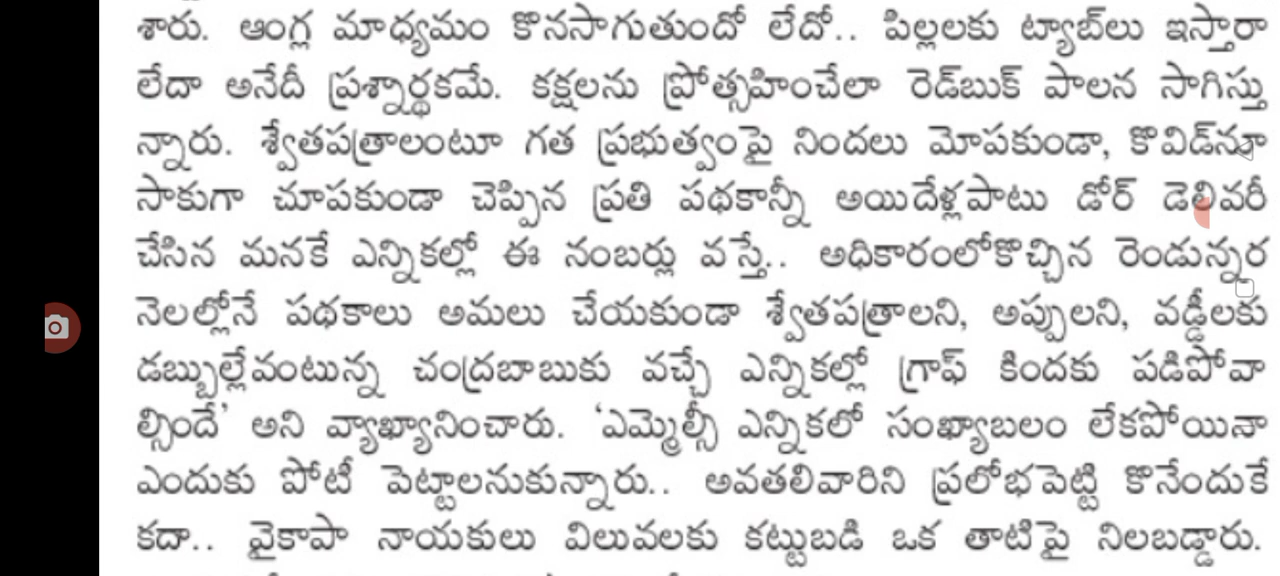 శారు. ఆంగ్ల మాధ్యమం కొనసాగుతుందో లేదో.. పిల్లలకు ట్యాబ్‌లు ఇస్తారా
లేదా అనేదీ ప్రశ్నార్థకమే. కక్షలను ప్రోత్సహించేలా రెడ్‌బుక్ పాలన సాగిస్తు
న్నారు. శ్వేతపత్రాలంటూ గత ప్రభుత్వంపై నిందలు మోపకుండా, కొవిడ్‌నూ
సాకుగా చూపకుండా చెప్పిన ప్రతి పథకాన్నీ అయిదేళ్లపాటు డోర్ డెలివరీ
చేసిన మనకే ఎన్నికల్లో ఈ నంబర్లు వస్తే.. అధికారంలోకొచ్చిన రెండున్నర
నెలల్లోనే పథకాలు అమలు చేయకుండా శ్వేతపత్రాలని, అప్పులని, వడ్డీలకు
డబ్బుల్లేవంటున్న చంద్రబాబుకు వచ్చే ఎన్నికల్లో గ్రాఫ్ కిందకు పడిపోవా
ల్సిందే’ అని వ్యాఖ్యానించారు. ‘ఎమ్మెల్సీ ఎన్నికలో సంఖ్యాబలం లేకపోయినా
ఎందుకు పోటీ పెట్టాలనుకున్నారు.. అవతలివారిని ప్రలోభపెట్టి కొనేందుకే
కదా.. వైకాపా నాయకులు విలువలకు కట్టుబడి ఒక తాటిపై నిలబడ్డారు.